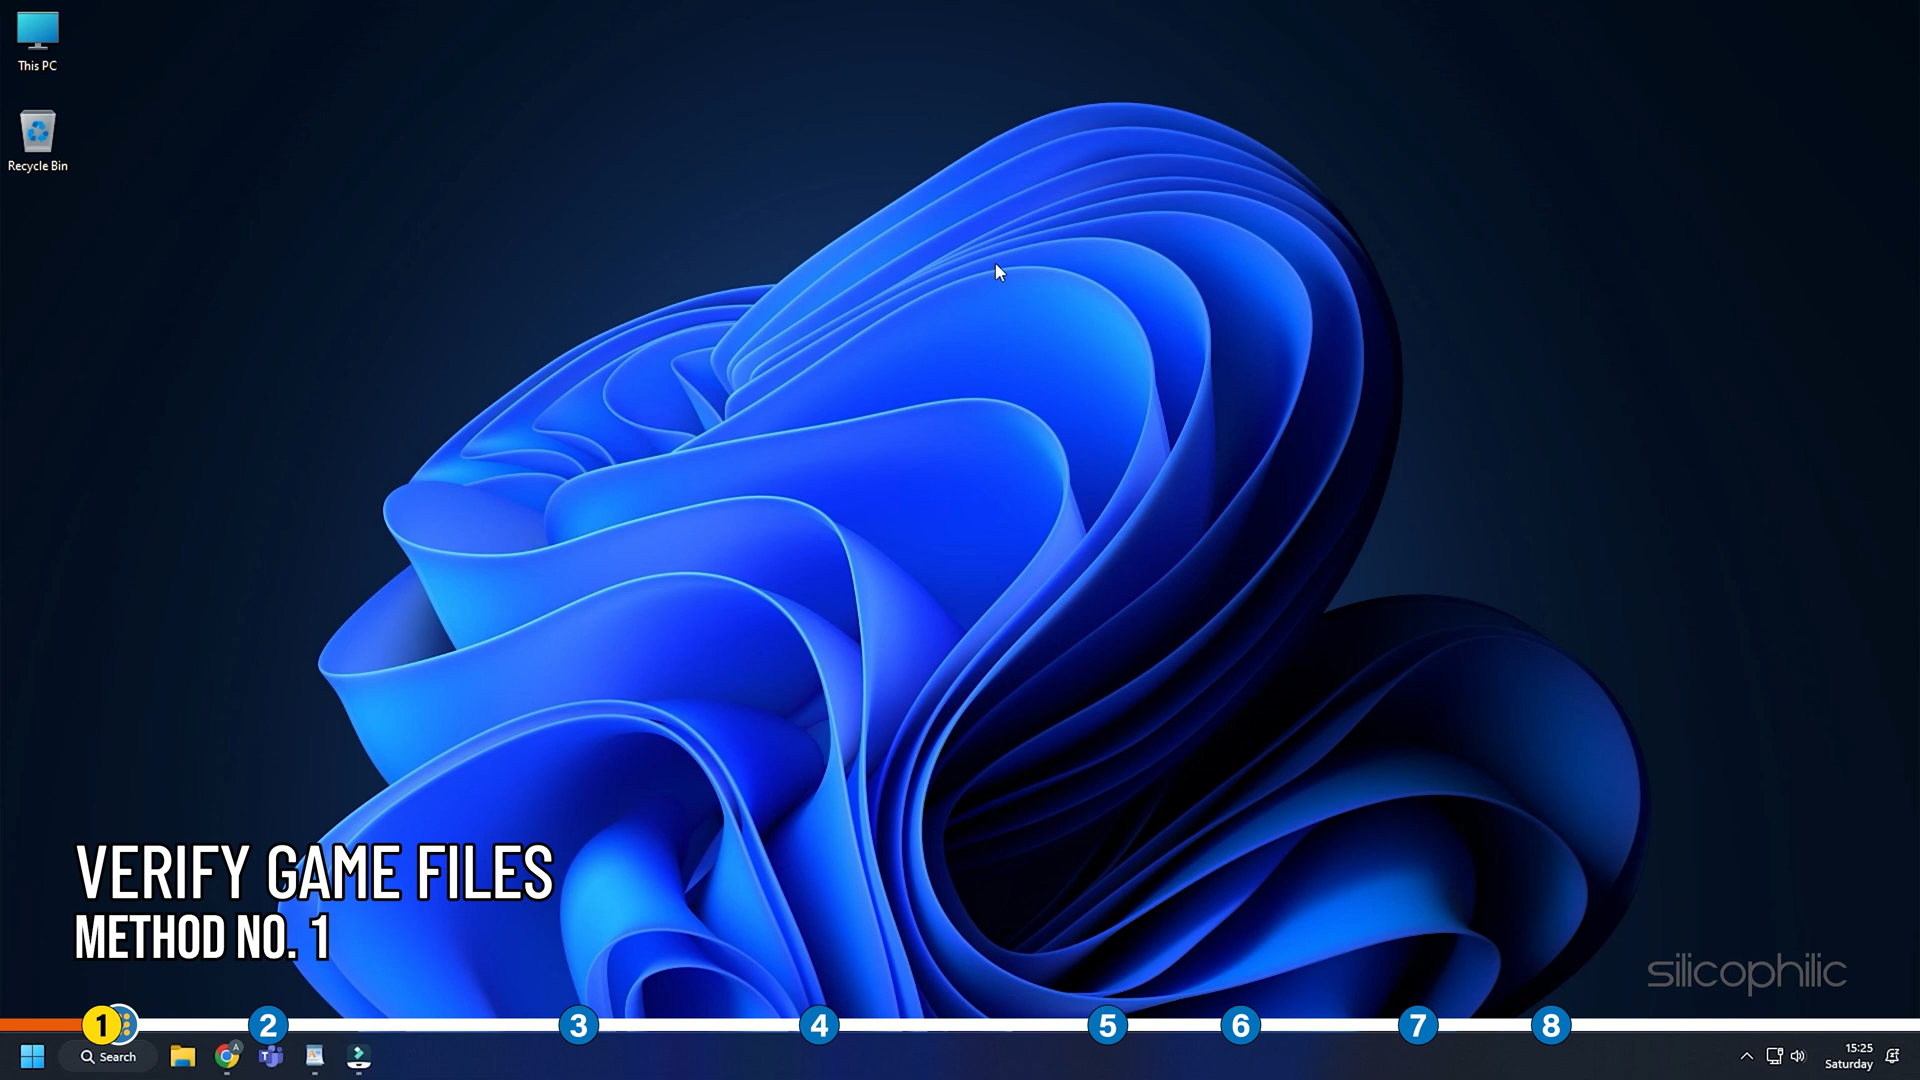 This PC
Recycle Bin
VERIFY GAME FILES
METHOD NO. 1
silicophilic
1 2 3 4 5 6 7 8
Search
A
15:25
Saturday